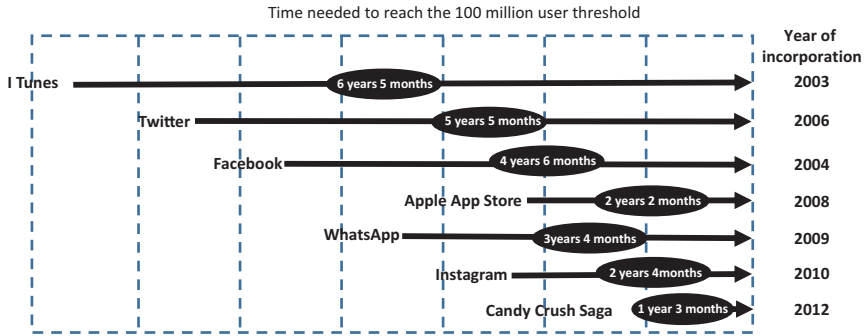 Time needed to reach the 100 million user threshold
Year of
incorporation
I Tunes 6 years 5 months 2003
Twitter 5 years 5 months 2006
Facebook 4 years 6 months 2004
Apple App Store 2 years 2 months 2008
WhatsApp 3years 4 months 2009
Instagram 2 years 4months 2010
Candy Crush Saga 1 year 3 months 2012